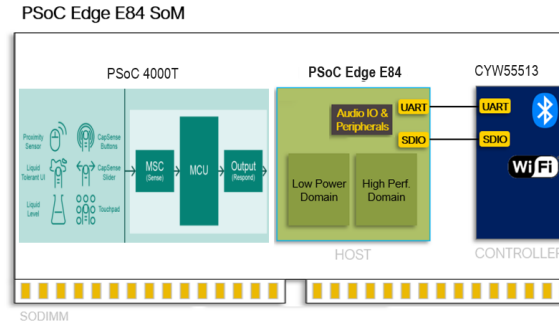 PSoC Edge E84 SoM
PSoC 4000T
PSoC Edge E84
CYW55513
Proximity
Sensor
CapSense
Buttons
Liquid
Tolerant UI
CapSense
Slider
Liquid
Level
Touchpad
MSC
(Sense)
MCU
Output
(Respond)
Audio IO &
Peripherals
UART
SDIO
Low Power
Domain
High Perf.
Domain
UART
SDIO
WiFi
HOST
CONTROLLER
SODIMM